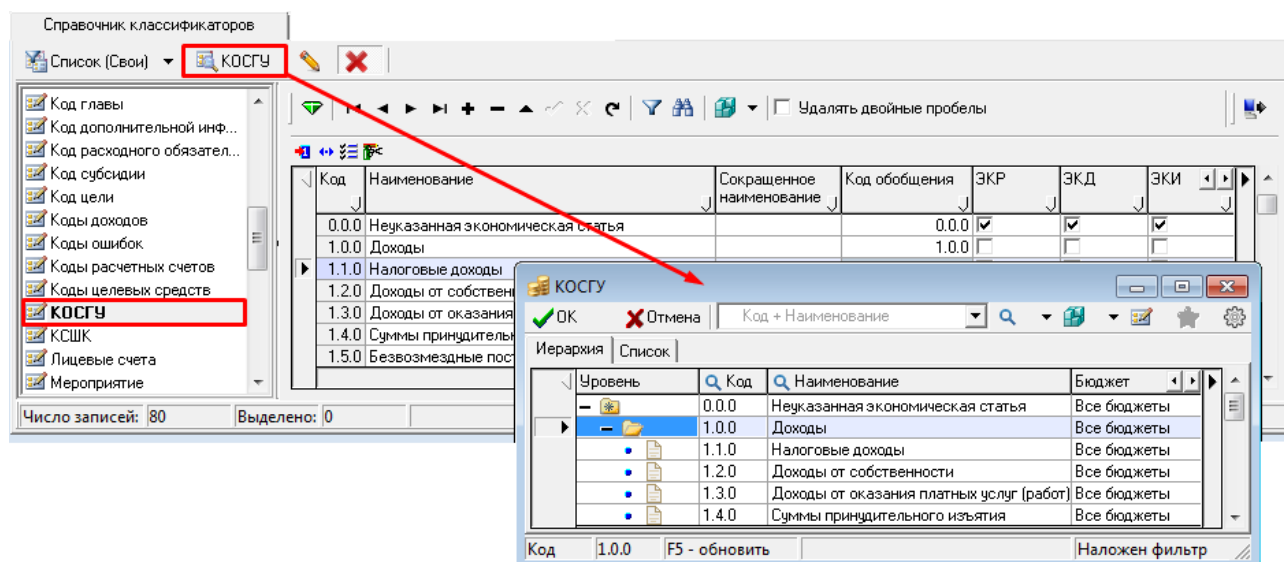 Справочник классификаторов
Список (Свои) КОСГУ
Код главы
Код дополнительной инф...
Код расходного обязател...
Код субсидии
Код цели
Коды доходов
Коды ошибок
Коды расчетных счетов
Коды целевых средств
КОСГУ
КСШК
Лицевые счета
Мероприятие
Удалять двойные пробелы
Код Наименование Сокращенное наименование Код обобщения ЭКР ЭКД ЭКИ
0.0.0 Неуказанная экономическая статья 0.0.0
1.0.0 Доходы 1.0.0
1.1.0 Налоговые доходы
1.2.0 Доходы от собствен
1.3.0 Доходы от оказания
1.4.0 Суммы принудитель
1.5.0 Безвозмездные пос
Число записей: 80 Выделено: 0
КОСГУ
OK Отмена Код + Наименование
Иерархия Список
Уровень Код Наименование Бюджет
0.0.0 Неуказанная экономическая статья Все бюджеты
1.0.0 Доходы Все бюджеты
1.1.0 Налоговые доходы Все бюджеты
1.2.0 Доходы от собственности Все бюджеты
1.3.0 Доходы от оказания платных услуг (работ) Все бюджеты
1.4.0 Суммы принудительного изъятия Все бюджеты
Код 1.0.0 F5 - обновить Наложен фильтр